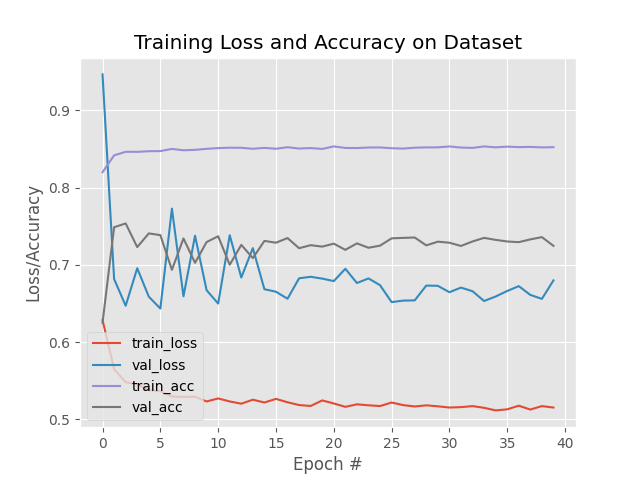 Training Loss and Accuracy on Dataset
Loss/Accuracy
0.9
0.8
0.7
0.6
0.5
train_loss
val_loss
train_acc
val_acc
0 5 10 15 20 25 30 35 40
Epoch #